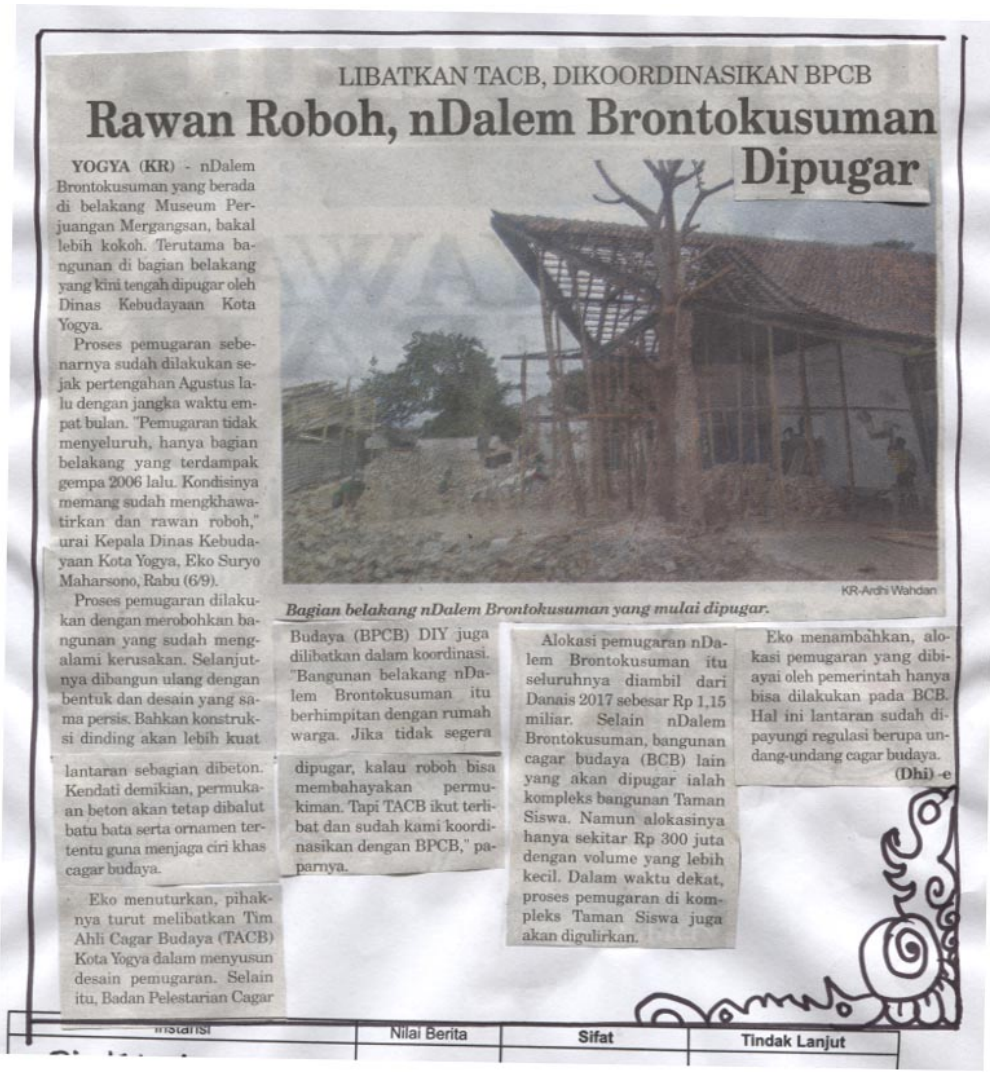 LIBATKAN TACB, DIKOORDINASIKAN BPCB
Rawan Roboh, nDalem Brontokusuman
Dipugar
YOGYA (KR) - nDalem
Brontokusuman yang berada
di belakang Museum Per-
juangan Mergangsan, bakal
lebih kokoh. Terutama ba-
ngunan di bagian belakang
yang kini tengah dipugar oleh
Dinas Kebudayaan Kota
Yogya.
Proses pemugaran sebe-
narnya sudah dilakukan se-
jak pertengahan Agustus la-
lu dengan jangka waktu em-
pat bulan. "Pemugaran tidak
menyeluruh, hanya bagian
belakang yang terdampak
gempa 2006 lalu. Kondisinya
memang sudah mengkhawa-
tirkan dan rawan roboh,"
urai Kepala Dinas Kebuda-
yaan Kota Yogya, Eko Suryo
Maharsono, Rabu (6/9).
Proses pemugaran dilaku-
kan dengan merobohkan ba-
ngunan yang sudah meng-
alami kerusakan. Selanjut-
nya dibangun ulang dengan
bentuk dan desain yang sa-
ma persis. Bahkan konstruk-
si dinding akan lebih kuat
lantaran sebagian dibeton.
Kendati demikian, permuka-
an beton akan tetap dibalut
batu bata serta ornamen ter-
tentu guna menjaga ciri khas
cagar budaya.
Eko menuturkan, pihak-
nya turut melibatkan Tim
Ahli Cagar Budaya (TACB)
Kota Yogya dalam menyusun
desain pemugaran. Selain
itu, Badan Pelestarian Cagar
KR-Ardhi Wahdan
Bagian belakang nDalem Brontokusuman yang mulai dipugar.
Budaya (BPCB) DIY juga
dilibatkan dalam koordinasi.
"Bangunan belakang nDa-
lem Brontokusuman itu
berhimpitan dengan rumah
warga. Jika tidak segera
dipugar, kalau roboh bisa
membahayakan permu-
kiman. Tapi TACB ikut terli-
bat dan sudah kami koordi-
nasikan dengan BPCB," pa-
parnya.
Alokasi pemugaran nDa-
lem Brontokusuman itu
seluruhnya diambil dari
Danais 2017 sebesar Rp 1,15
miliar. Selain nDalem
Brontokusuman, bangunan
cagar budaya (BCB) lain
yang akan dipugar ialah
kompleks bangunan Taman
Siswa. Namun alokasinya
hanya sekitar Rp 300 juta
dengan volume yang lebih
kecil. Dalam waktu dekat,
proses pemugaran di kom-
pleks Taman Siswa juga
akan digulirkan.
Eko menambahkan, alo-
kasi pemugaran yang dibi-
ayai oleh pemerintah hanya
bisa dilakukan pada BCB.
Hal ini lantaran sudah di-
payungi regulasi berupa un-
dang-undang cagar budaya.
(Dhi) -e
Instansi
Nilai Berita
Sifat
Tindak Lanjut